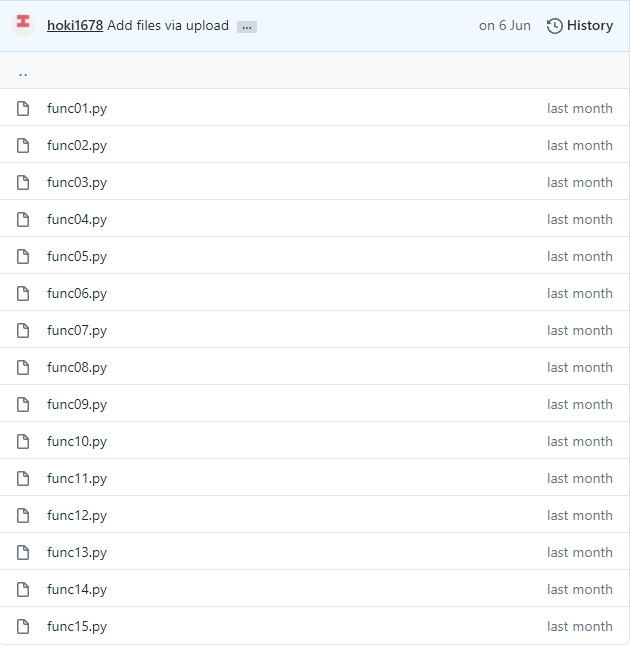 hoki1678 Add files via upload ... on 6 Jun History
..
func01.py last month
func02.py last month
func03.py last month
func04.py last month
func05.py last month
func06.py last month
func07.py last month
func08.py last month
func09.py last month
func10.py last month
func11.py last month
func12.py last month
func13.py last month
func14.py last month
func15.py last month